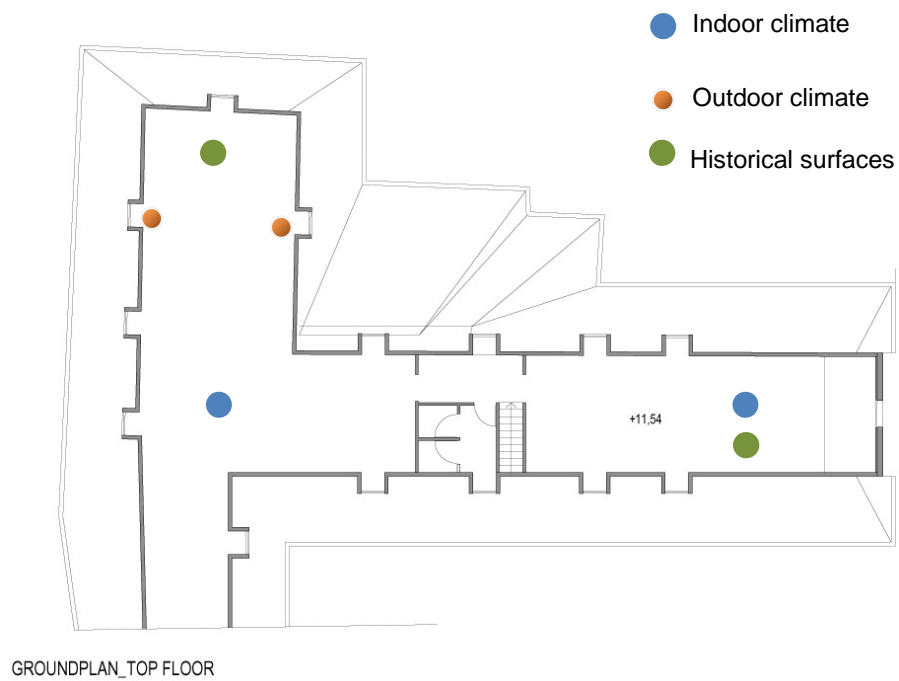 Indoor climate
Outdoor climate
Historical surfaces
+11,54
GROUNDPLAN_TOP FLOOR